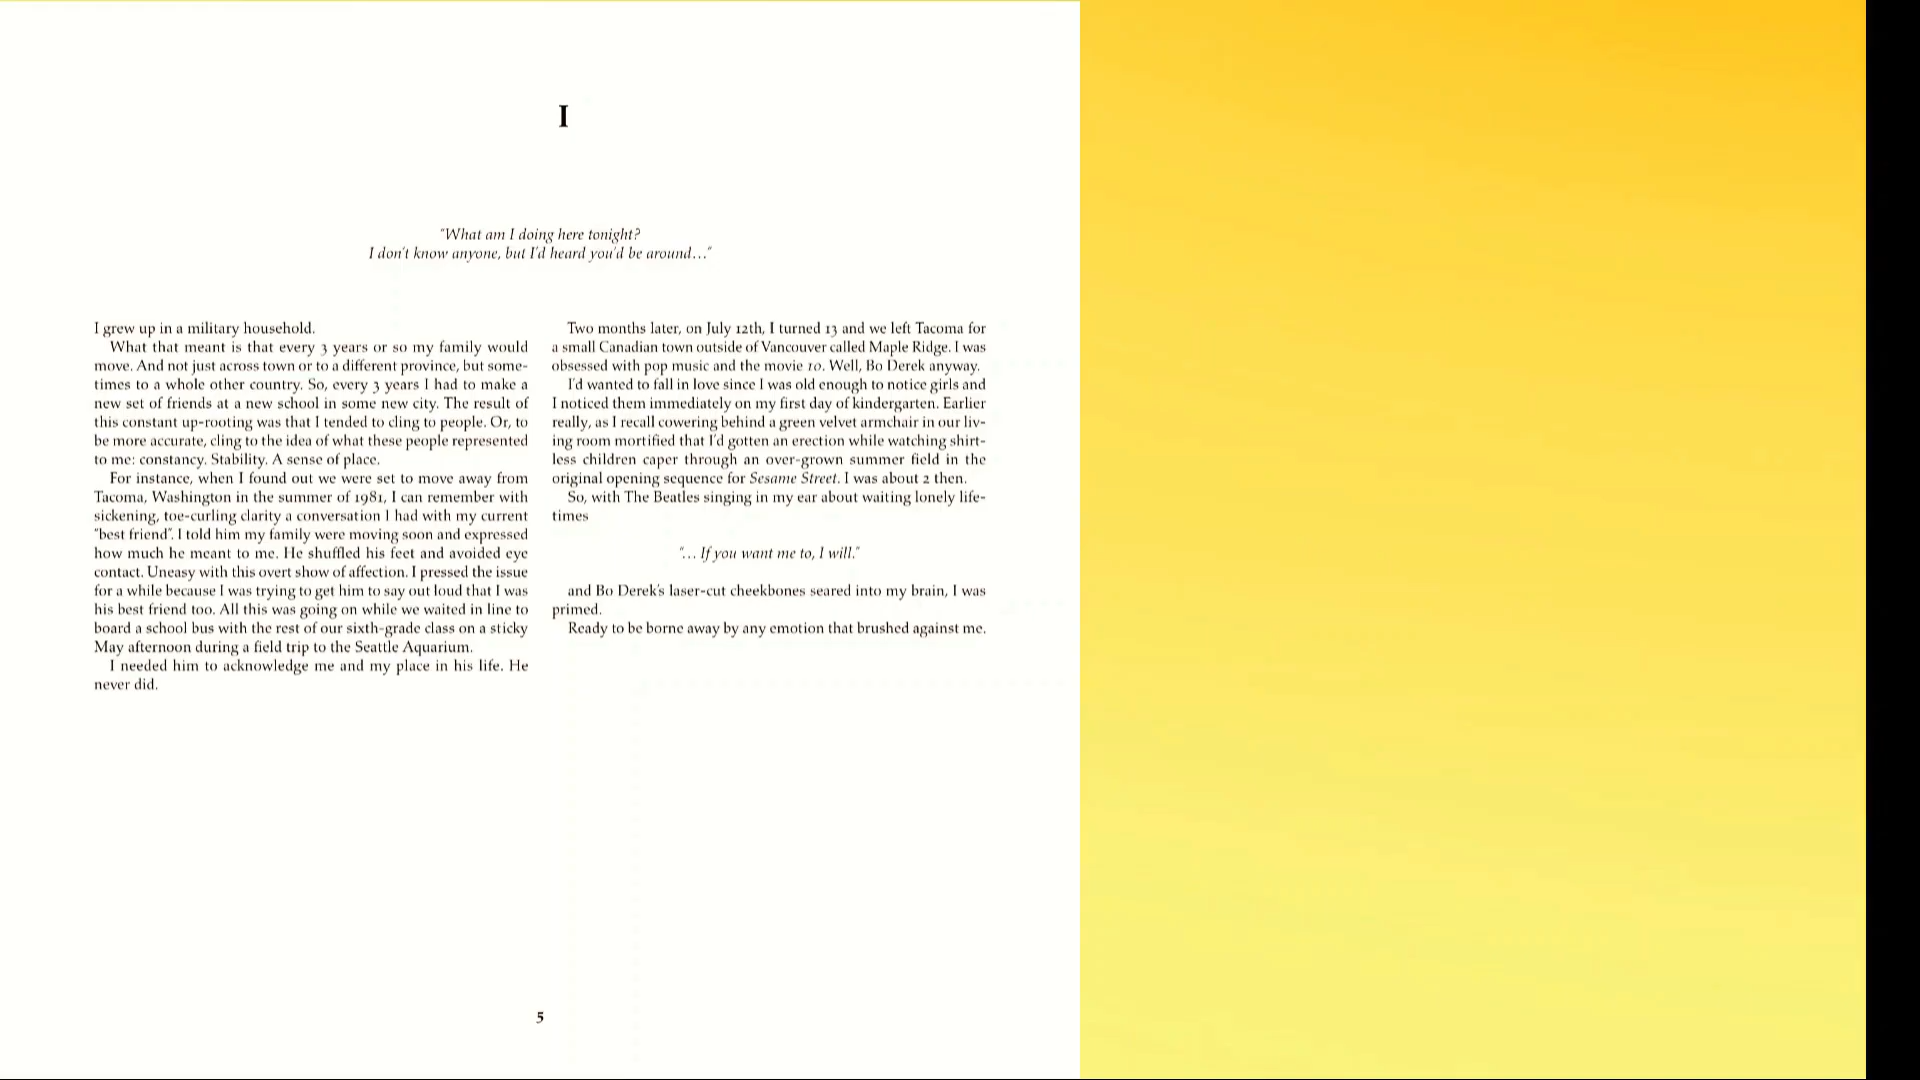 I
"What am I doing here tonight?
I don't know anyone, but I'd heard you'd be around…"
I grew up in a military household.
What that meant is that every 3 years or so my family would
move. And not just across town or to a different province, but some-
times to a whole other country. So, every 3 years I had to make a
new set of friends at a new school in some new city. The result of
this constant up-rooting was that I tended to cling to people. Or, to
be more accurate, cling to the idea of what these people represented
to me: constancy. Stability. A sense of place.
For instance, when I found out we were set to move away from
Tacoma, Washington in the summer of 1981, I can remember with
sickening, toe-curling clarity a conversation I had with my current
"best friend". I told him my family were moving soon and expressed
how much he meant to me. He shuffled his feet and avoided eye
contact. Uneasy with this overt show of affection. I pressed the issue
for a while because I was trying to get him to say out loud that I was
his best friend too. All this was going on while we waited in line to
board a school bus with the rest of our sixth-grade class on a sticky
May afternoon during a field trip to the Seattle Aquarium.
I needed him to acknowledge me and my place in his life. He
never did.
Two months later, on July 12th, I turned 13 and we left Tacoma for
a small Canadian town outside of Vancouver called Maple Ridge. I was
obsessed with pop music and the movie 10. Well, Bo Derek anyway.
I'd wanted to fall in love since I was old enough to notice girls and
I noticed them immediately on my first day of kindergarten. Earlier
really, as I recall cowering behind a green velvet armchair in our liv-
ing room mortified that I'd gotten an erection while watching shirt-
less children caper through an over-grown summer field in the
original opening sequence for Sesame Street. I was about 2 then.
So, with The Beatles singing in my ear about waiting lonely life-
times
"… If you want me to, I will."
and Bo Derek's laser-cut cheekbones seared into my brain, I was
primed.
Ready to be borne away by any emotion that brushed against me.
5